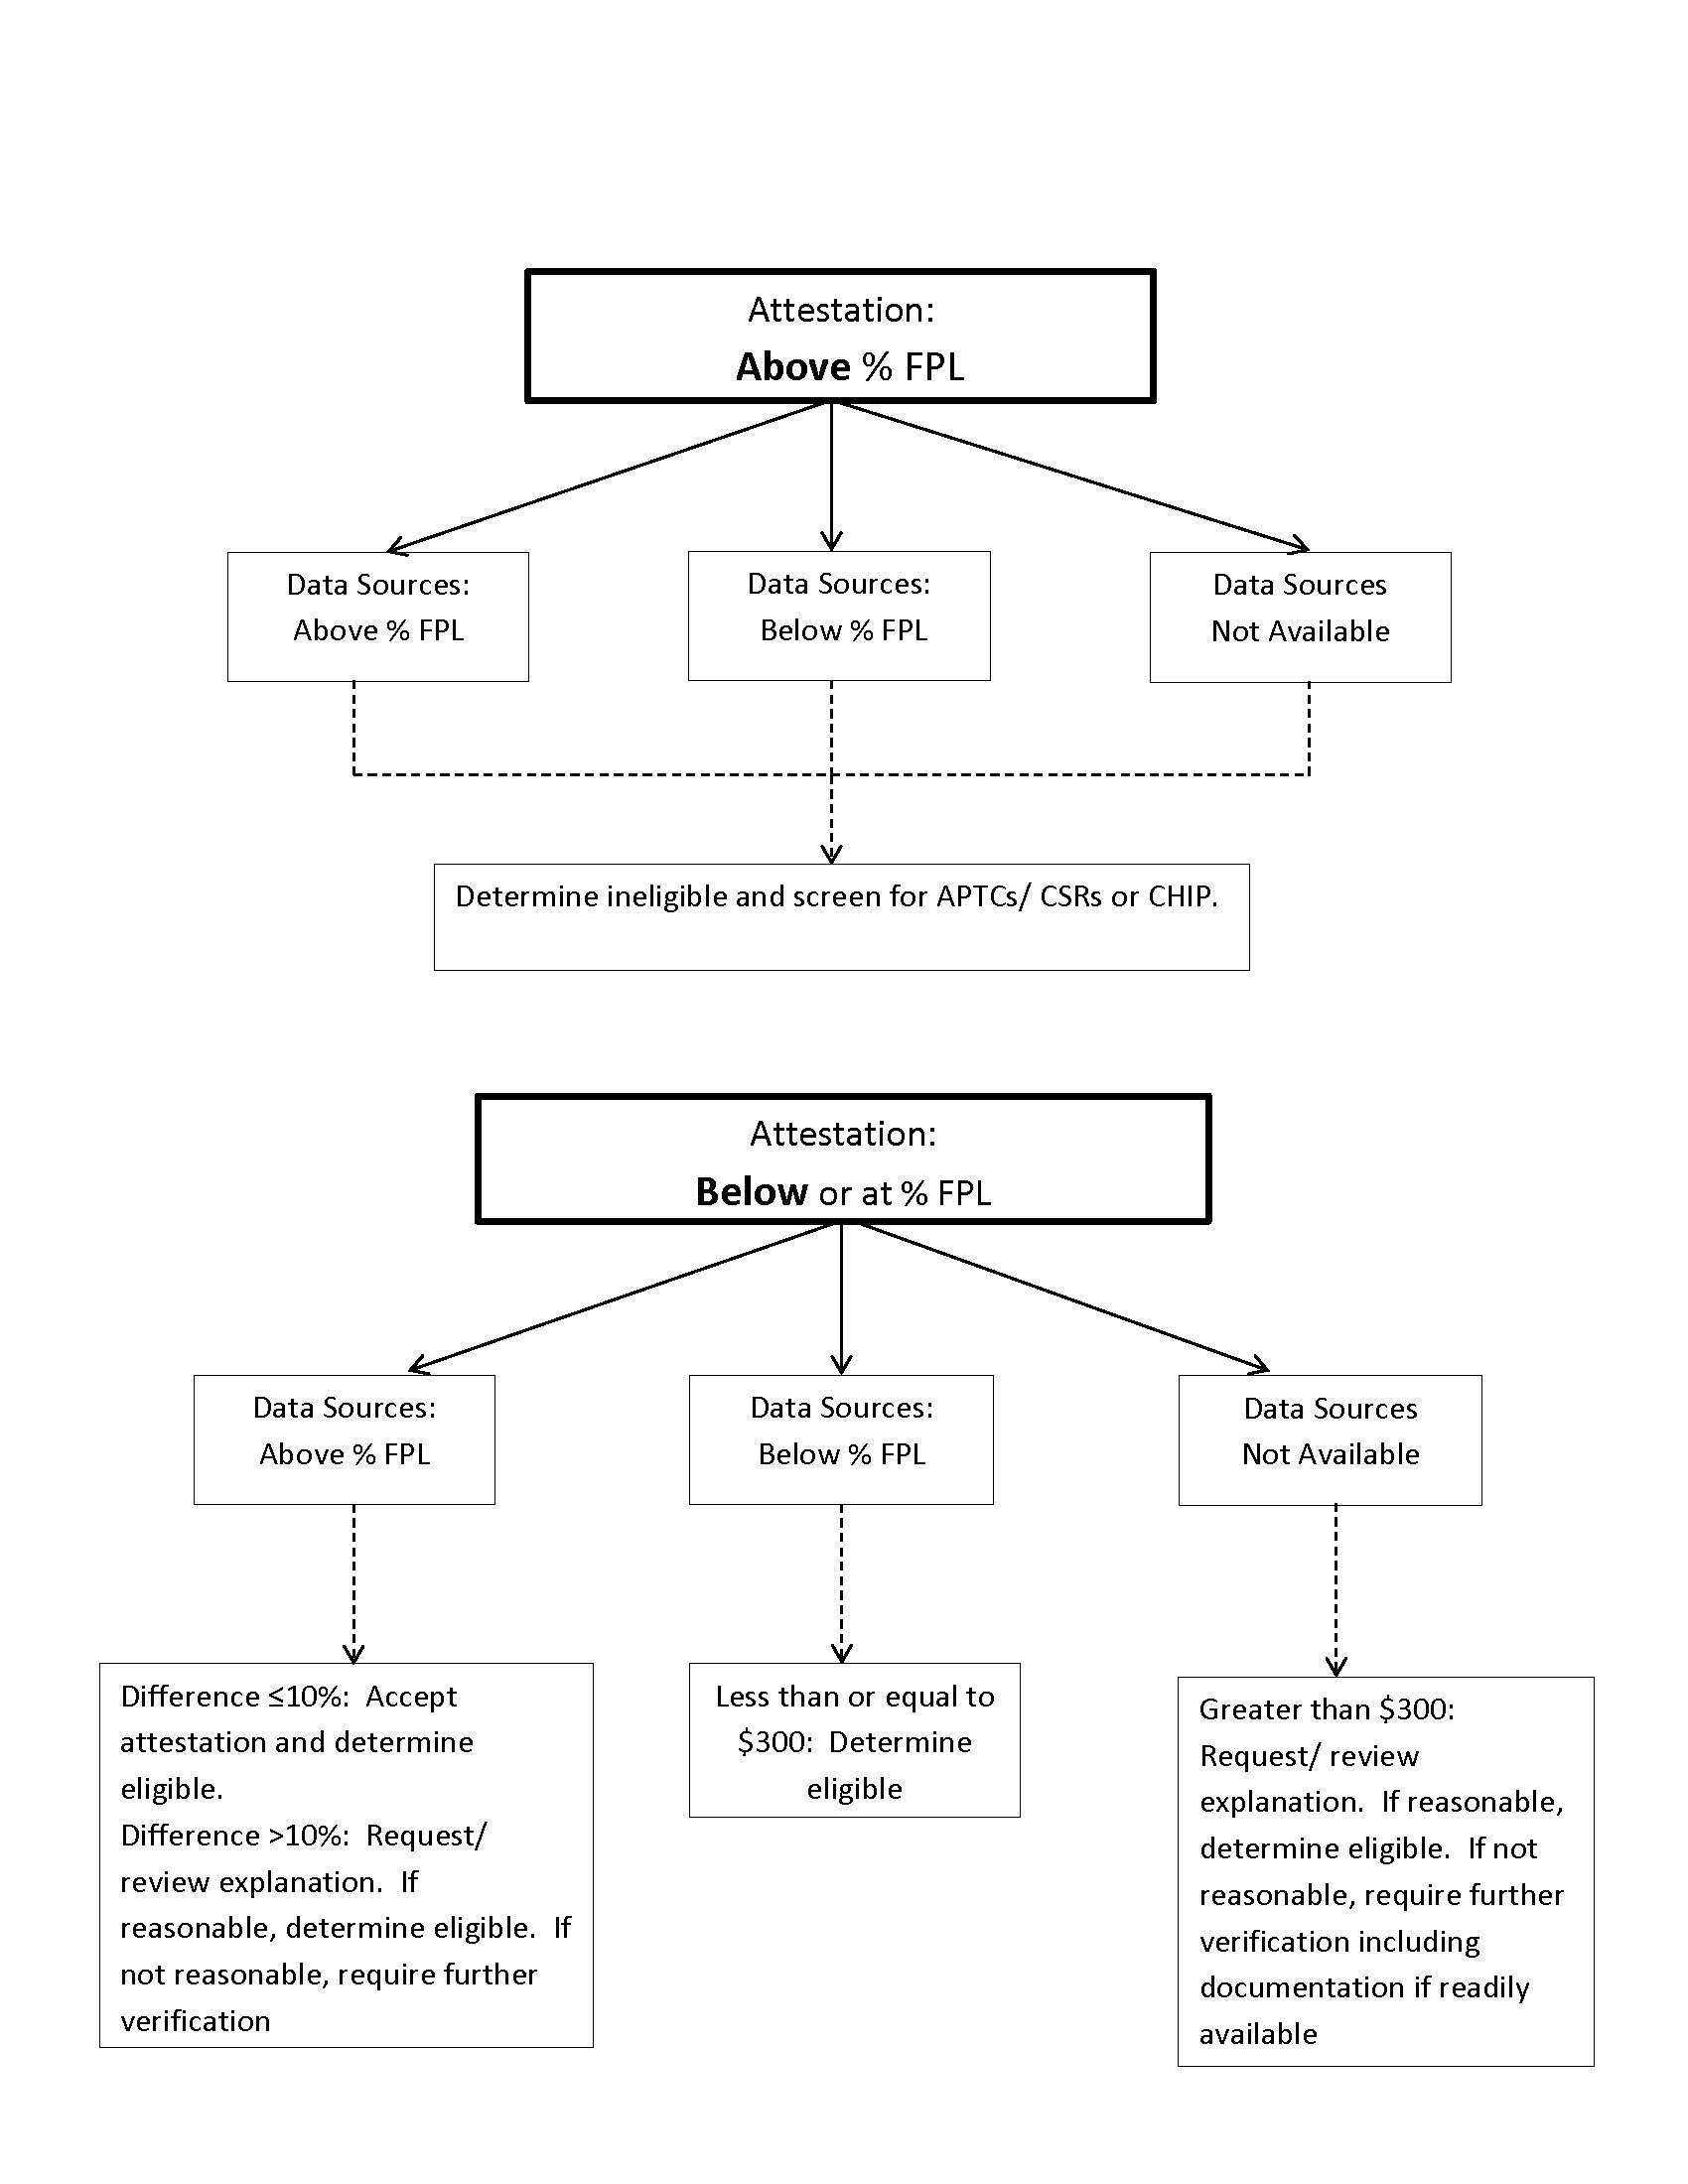 Attestation:
Above % FPL
Data Sources:
Above % FPL
Data Sources:
Below % FPL
Data Sources
Not Available
Determine ineligible and screen for APTCs/ CSRs or CHIP.
Attestation:
Below or at % FPL
Data Sources:
Above % FPL
Data Sources:
Below % FPL
Data Sources
Not Available
Difference ≤10%:  Accept
attestation and determine
eligible.
Difference >10%:  Request/
review explanation.  If
reasonable, determine eligible.  If
not reasonable, require further
verification
Less than or equal to
$300:  Determine
eligible
Greater than $300:
Request/ review
explanation.  If reasonable,
determine eligible.  If not
reasonable, require further
verification including
documentation if readily
available